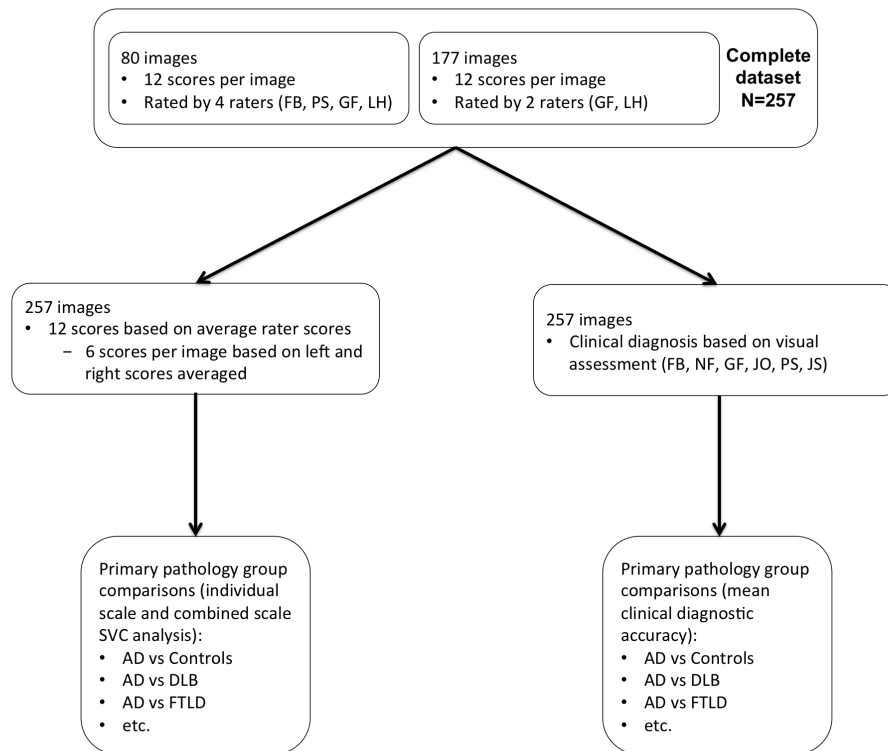 80 images
• 12 scores per image
• Rated by 4 raters (FB, PS, GF, LH)
177 images
• 12 scores per image
• Rated by 2 raters (GF, LH)
Complete
dataset
N=257
257 images
• 12 scores based on average rater scores
– 6 scores per image based on left and
right scores averaged
257 images
• Clinical diagnosis based on visual
assessment (FB, NF, GF, JO, PS, JS)
Primary pathology group
comparisons (individual
scale and combined scale
SVC analysis):
• AD vs Controls
• AD vs DLB
• AD vs FTLD
• etc.
Primary pathology group
comparisons (mean
clinical diagnostic
accuracy):
• AD vs Controls
• AD vs DLB
• AD vs FTLD
• etc.